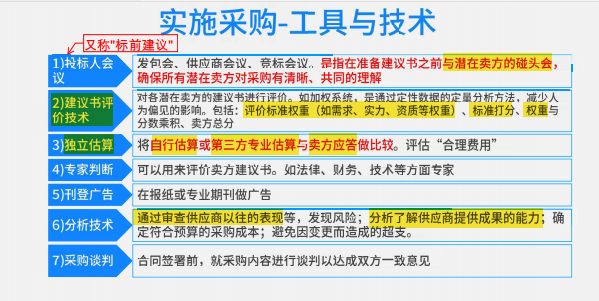 实施采购-工具与技术
又称"标前建议"
1)投标人会议
发包会、供应商会议、竞标会议.. 是指在准备建议书之前与潜在卖方的碰头会，
确保所有潜在卖方对采购有清晰、共同的理解
2)建议书评价技术
对各潜在卖方的建议书进行评价。如加权系统，是通过定性数据的定量分析方法，减少人
为偏见的影响。包括：评价标准权重（如需求、实力、资质等权重）、标准打分、权重与
分数乘积、卖方总分
3)独立估算
将自行估算或第三方专业估算与卖方应答做比较。评估“合理费用”
4)专家判断
可以用来评价卖方建议书。如法律、财务、技术等方面专家
5)刊登广告
在报纸或专业期刊做广告
6)分析技术
通过审查供应商以往的表现等，发现风险；分析了解供应商提供成果的能力；确
定符合预算的采购成本；避免因变更而造成的超支。
7)采购谈判
合同签署前，就采购内容进行谈判以达成双方一致意见